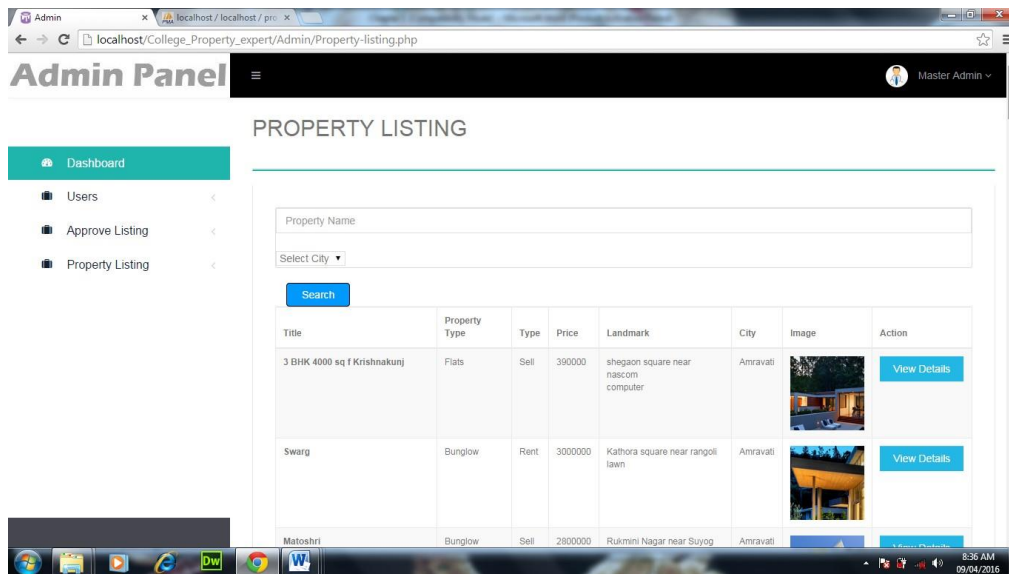 Admin
localhost / localhost / pro
localhost/College_Property_expert/Admin/Property-listing.php
Admin Panel
Master Admin
PROPERTY LISTING
Dashboard
Users
Approve Listing
Property Listing
Property Name
Select City
Search
Title Property Type Type Price Landmark City Image Action
3 BHK 4000 sq f Krishnakunj Flats Sell 390000 shegaon square near Amravati View Details
nascom
computer
Swarg Bunglow Rent 3000000 Kathora square near rangoli Amravati View Details
lawn
Matoshri Bunglow Sell 2800000 Rukmini Nagar near Suyog Amravati View Details
Dw
W
8:36 AM
09/04/2016